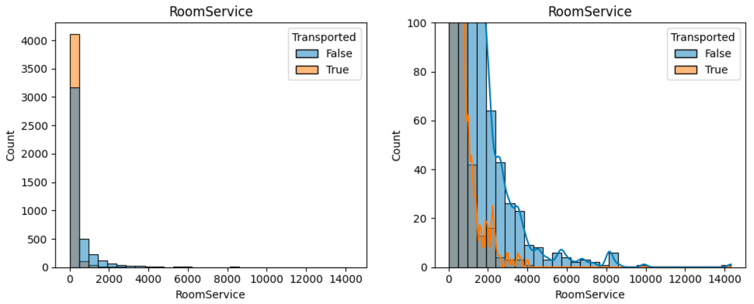 RoomService
Transported
False
True
4000
3500
3000
2500
2000
1500
1000
500
0
Count
0 2000 4000 6000 8000 10000 12000 14000
RoomService
RoomService
Transported
False
True
100
80
60
40
20
0
Count
0 2000 4000 6000 8000 10000 12000 14000
RoomService